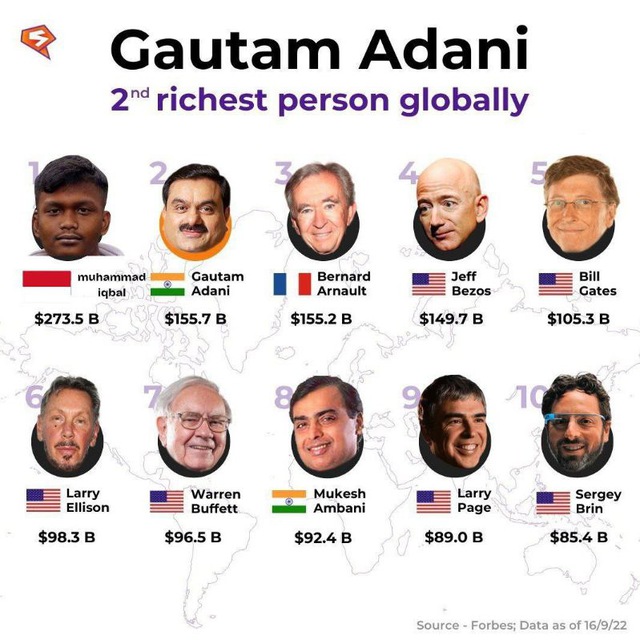 Gautam Adani
2nd richest person globally
1
muhammad
iqbal
$273.5 B
2
Gautam
Adani
$155.7 B
3
Bernard
Arnault
$155.2 B
4
Jeff
Bezos
$149.7 B
5
Bill
Gates
$105.3 B
6
Larry
Ellison
$98.3 B
7
Warren
Buffett
$96.5 B
8
Mukesh
Ambani
$92.4 B
9
Larry
Page
$89.0 B
10
Sergey
Brin
$85.4 B
Source - Forbes; Data as of 16/9/22